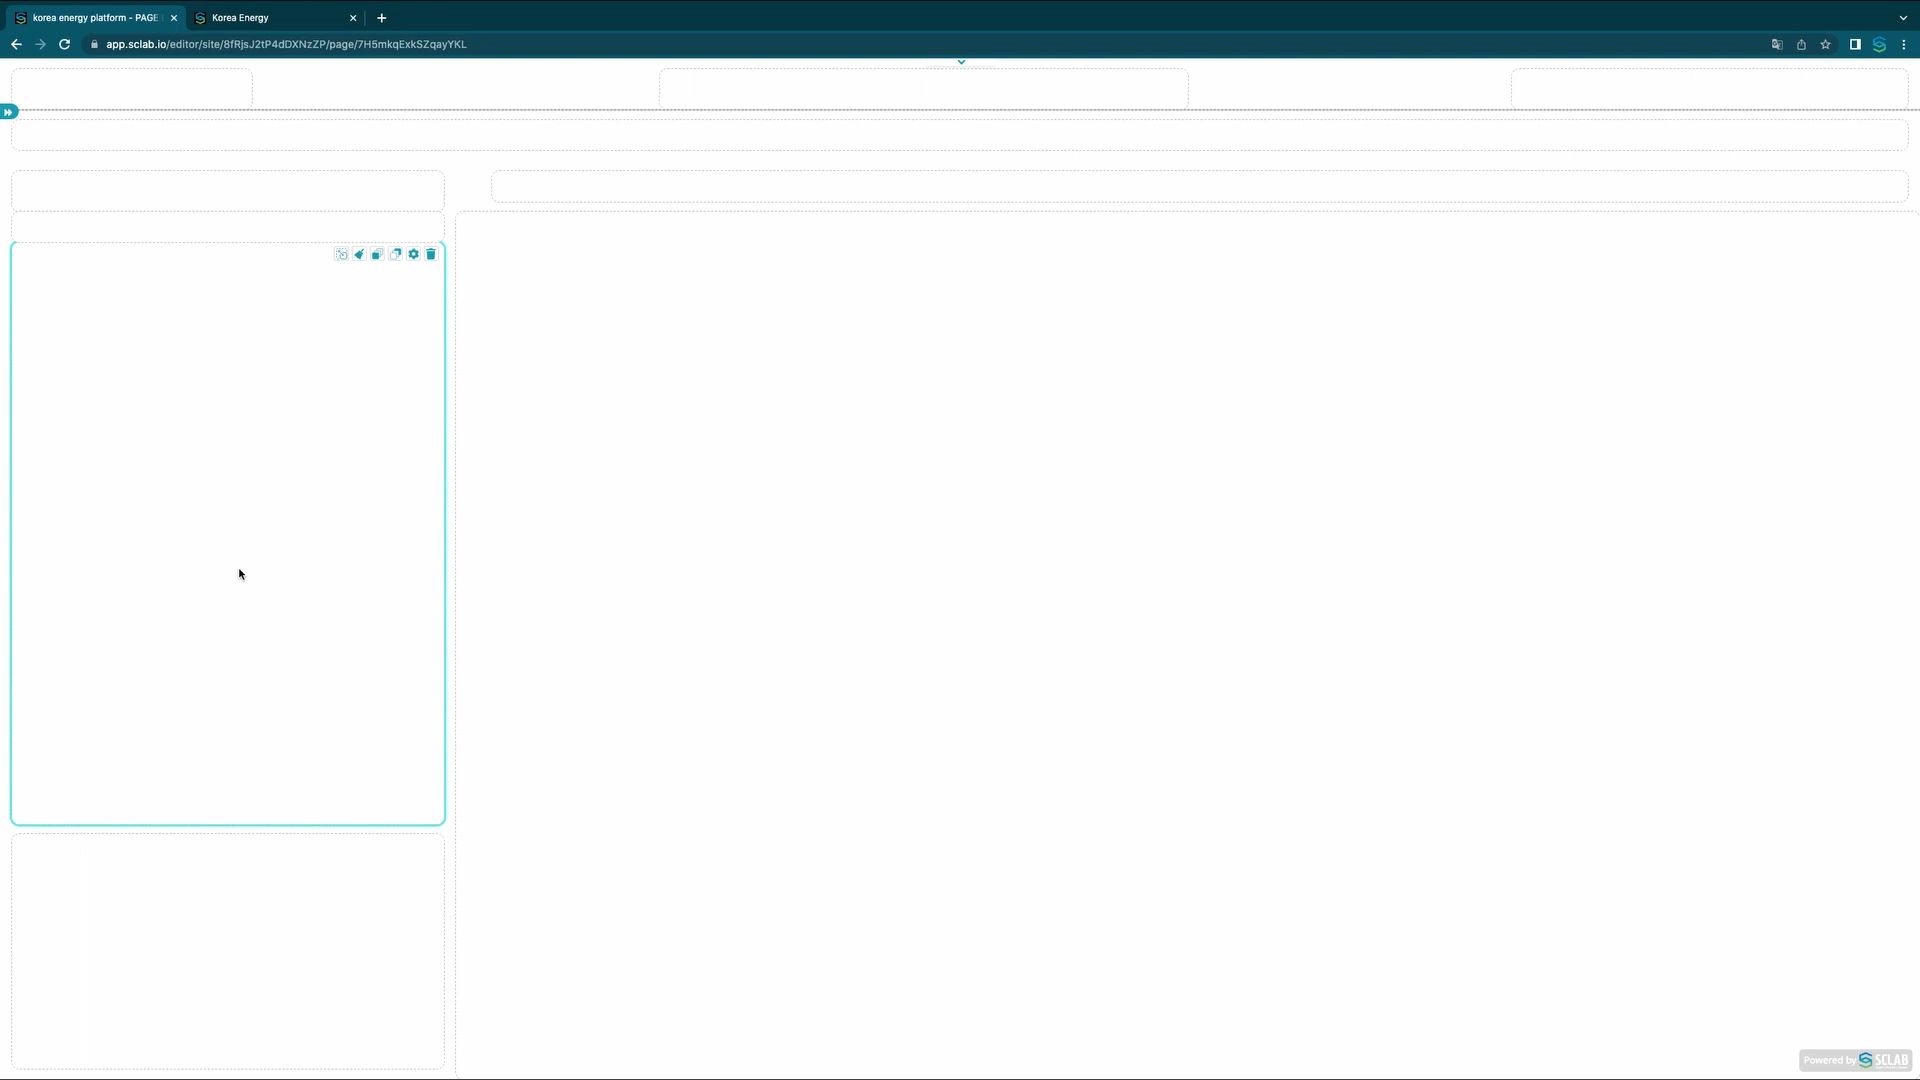 korea energy platform - PAGE
Korea Energy
app.sclab.io/editor/site/8fRjsJ2tP4dDXNzZP/page/7H5mkqExkSZqayYKL
Powered by SCLAB